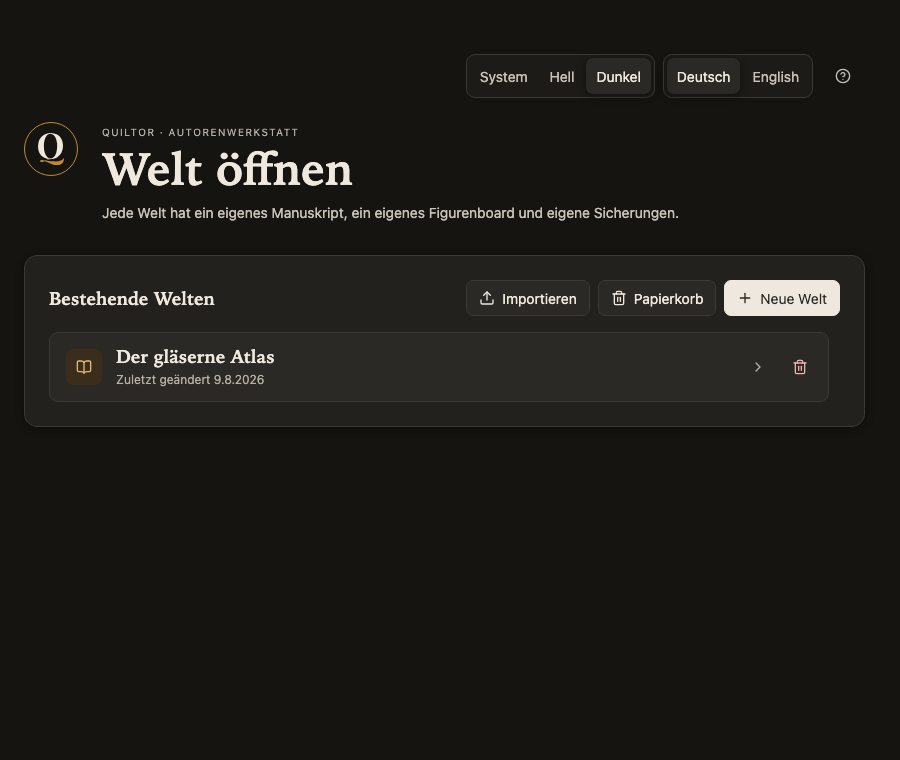 System Hell Dunkel Deutsch English
Q
QUILTOR · AUTORENWERKSTATT
Welt öffnen
Jede Welt hat ein eigenes Manuskript, ein eigenes Figurenboard und eigene Sicherungen.
Bestehende Welten Importieren Papierkorb Neue Welt
Der gläserne Atlas
Zuletzt geändert 9.8.2026